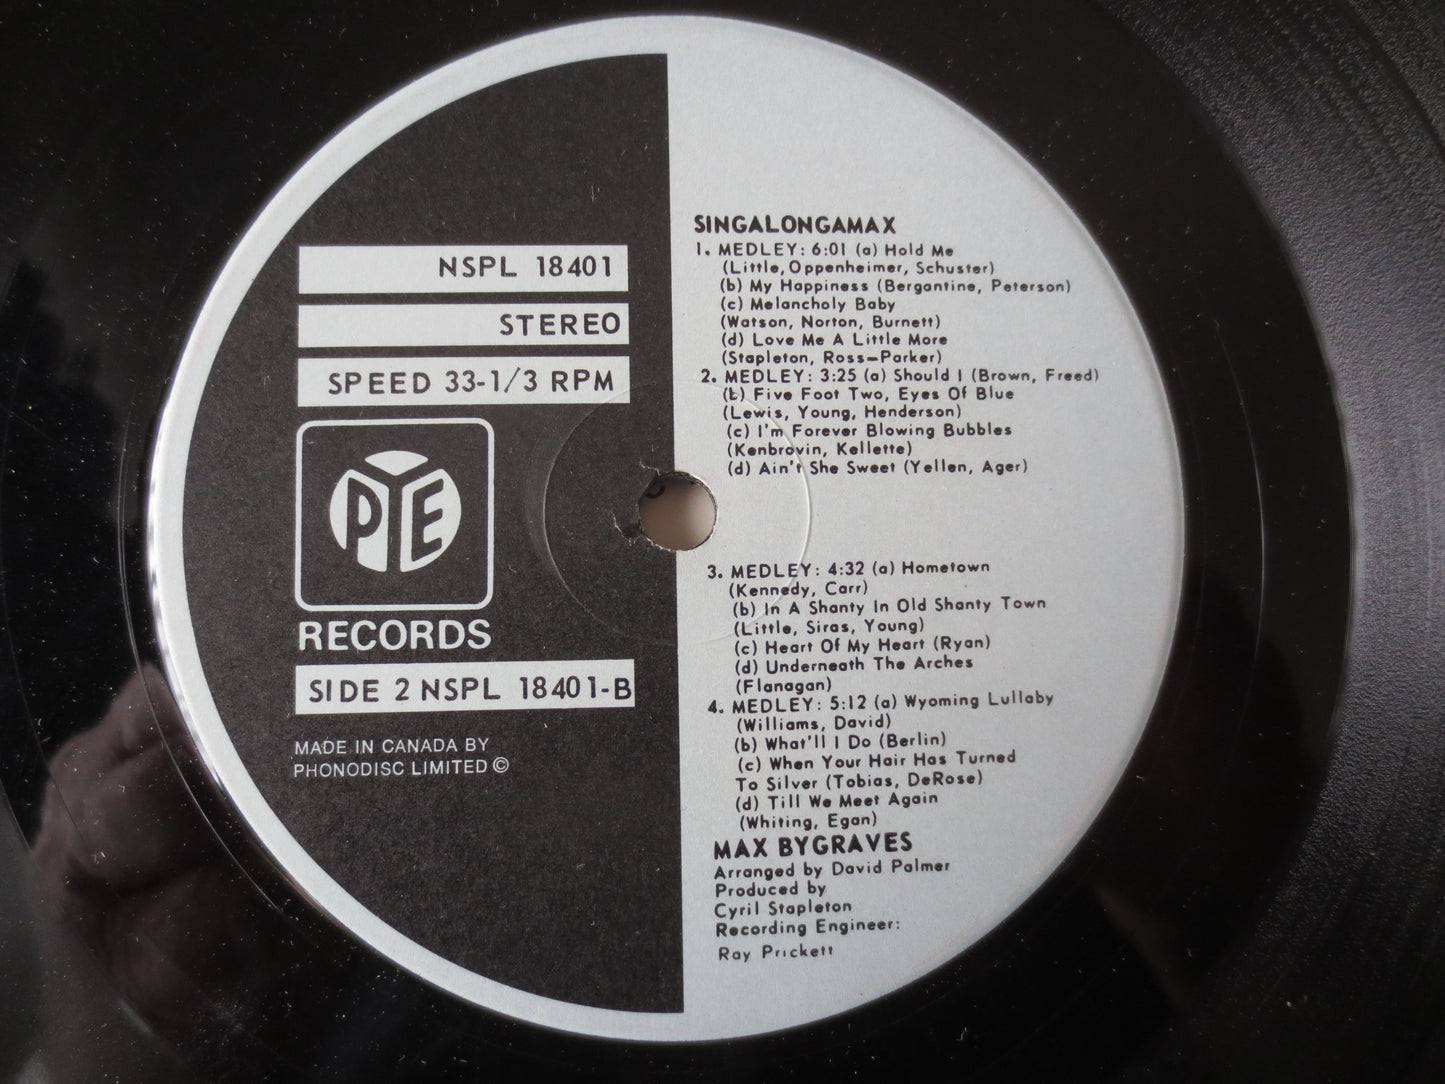 NSPL 18401
STEREO
SPEED 33-1/3 RPM
PYE
RECORDS
SIDE 2 NSPL 18401-B
MADE IN CANADA BY
PHONODISC LIMITED ©
SINGALONGAMAX
1. MEDLEY: 6:01 (a) Hold Me
(Little, Oppenheimer, Schuster)
(b) My Happiness (Bergantine, Peterson)
(c) Melancholy Baby
(Watson, Norton, Burnett)
(d) Love Me A Little More
(Stapleton, Ross-Parker)
2. MEDLEY: 3:25 (a) Should I (Brown, Freed)
(b) Five Foot Two, Eyes Of Blue
(Lewis, Young, Henderson)
(c) I'm Forever Blowing Bubbles
(Kenbrovin, Kellette)
(d) Ain't She Sweet (Yellen, Ager)
3. MEDLEY: 4:32 (a) Hometown
(Kennedy, Carr)
(b) In A Shanty In Old Shanty Town
(Little, Siras, Young)
(c) Heart Of My Heart (Ryan)
(d) Underneath The Arches
(Flanagan)
4. MEDLEY: 5:12 (a) Wyoming Lullaby
(Williams, David)
(b) What'll I Do (Berlin)
(c) When Your Hair Has Turned
To Silver (Tobias, DeRose)
(d) Till We Meet Again
(Whiting, Egan)
MAX BYGRAVES
Arranged by David Palmer
Produced by
Cyril Stapleton
Recording Engineer:
Ray Prickett